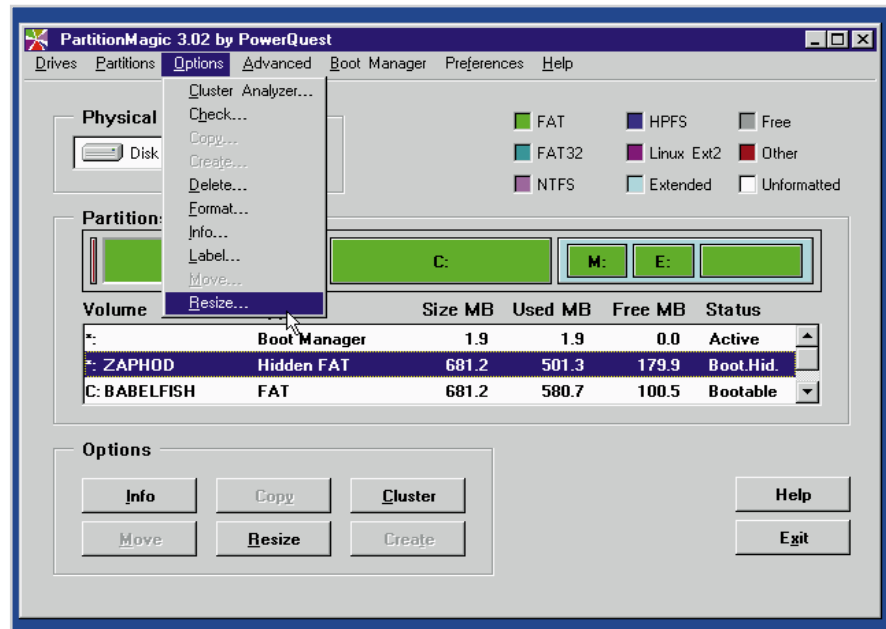 PartitionMagic 3.02 by PowerQuest
Drives Partitions Options Advanced Boot Manager Preferences Help
Cluster Analyzer...
Check...
Copy...
Create...
Delete...
Format...
Info...
Label...
Move...
Resize...
Physical
Disk
FAT HPFS Free
FAT32 Linux Ext2 Other
NTFS Extended Unformatted
Partition
C: M: E:
Volume Size MB Used MB Free MB Status
*: Boot Manager 1.9 1.9 0.0 Active
*: ZAPHOD Hidden FAT 681.2 501.3 179.9 Boot.Hid.
C: BABELFISH FAT 681.2 580.7 100.5 Bootable
Options
Info Copy Cluster Help
Move Resize Create Exit